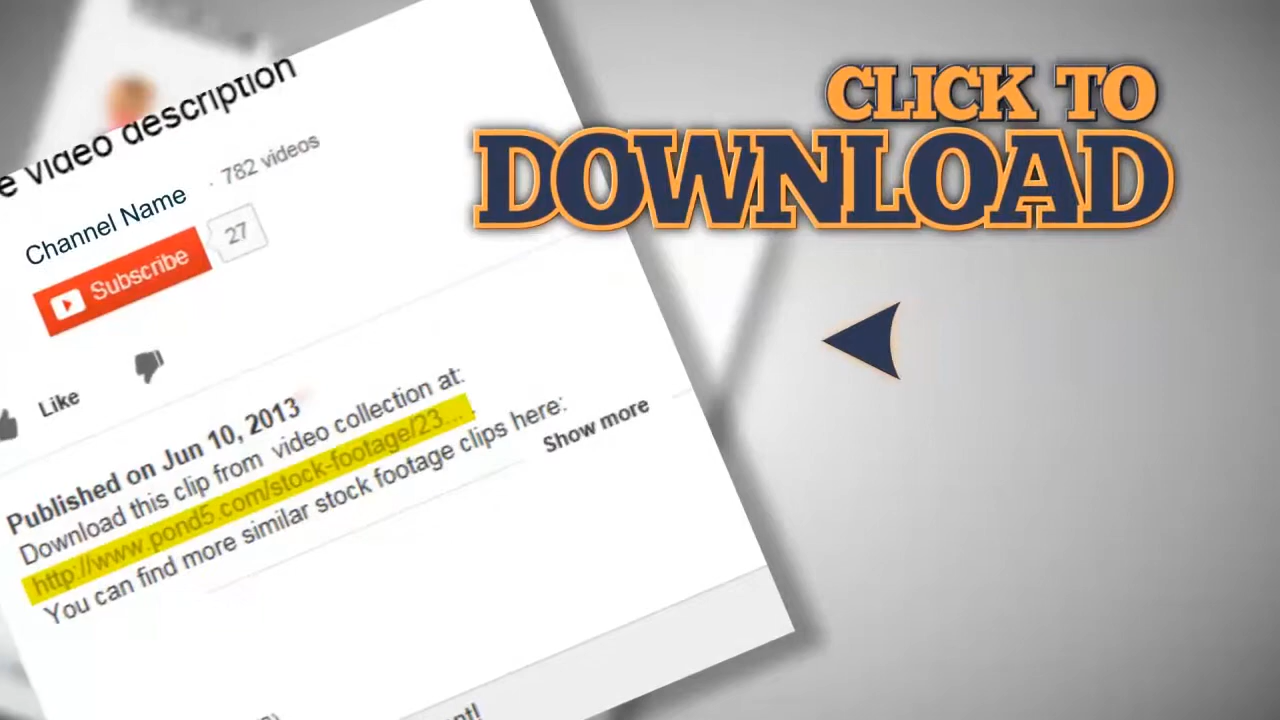 CLICK TO
DOWNLOAD
video description
Channel Name · 782 videos
Subscribe 27
Like
Published on Jun 10, 2013
Download this clip from video collection at:
http://www.pond5.com/stock-footage/23... .
You can find more similar stock footage clips here:
Show more